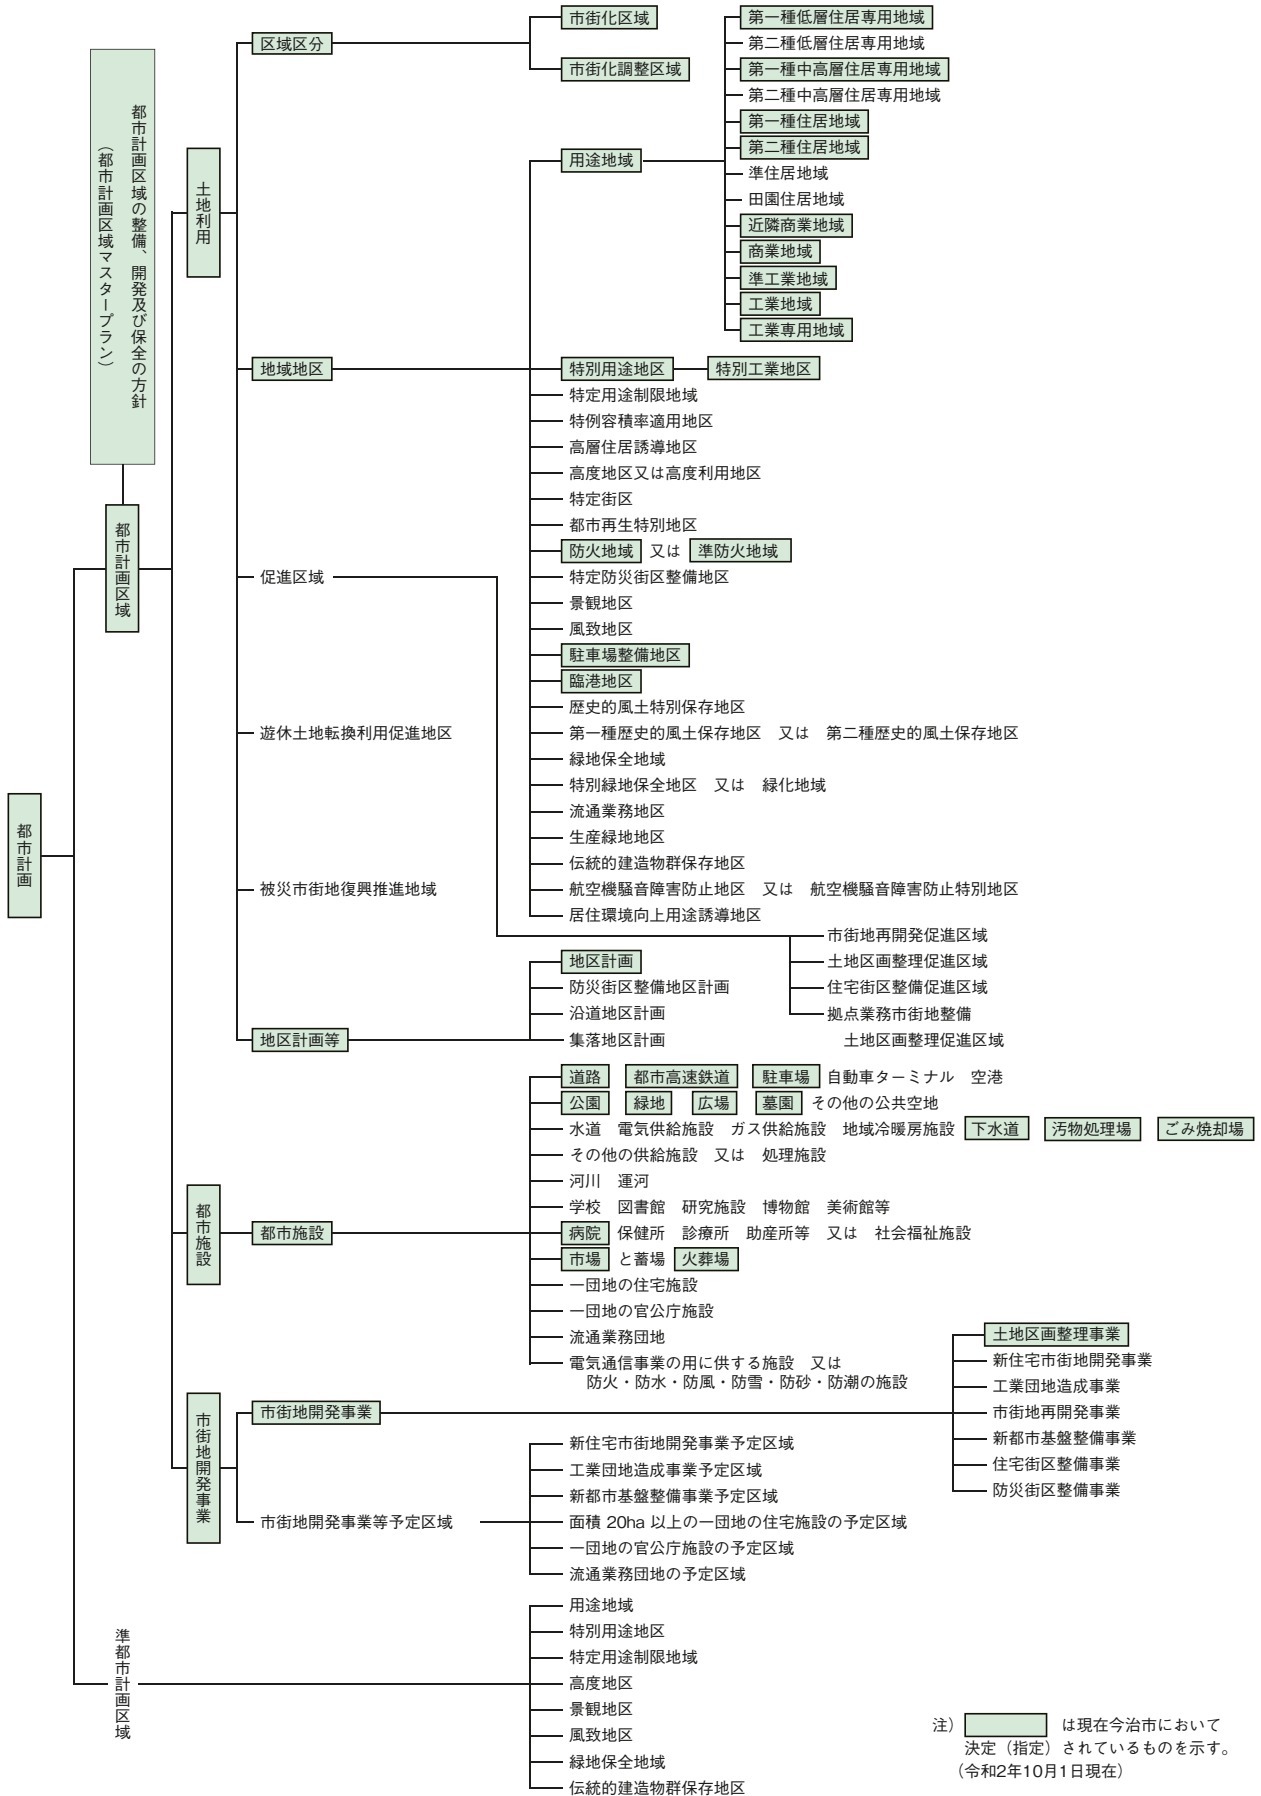 都市計画
都市計画区域の整備、開発及び保全の方針
（都市計画区域マスタープラン）
都市計画区域
土地利用
区域区分
市街化区域
市街化調整区域
地域地区
用途地域
第一種低層住居専用地域
第二種低層住居専用地域
第一種中高層住居専用地域
第二種中高層住居専用地域
第一種住居地域
第二種住居地域
準住居地域
田園住居地域
近隣商業地域
商業地域
準工業地域
工業地域
工業専用地域
特別用途地区 特別工業地区
特定用途制限地域
特例容積率適用地区
高層住居誘導地区
高度地区又は高度利用地区
特定街区
都市再生特別地区
防火地域 又は 準防火地域
特定防災街区整備地区
景観地区
風致地区
駐車場整備地区
臨港地区
歴史的風土特別保存地区
第一種歴史的風土保存地区 又は 第二種歴史的風土保存地区
緑地保全地域
特別緑地保全地区 又は 緑化地域
流通業務地区
生産緑地地区
伝統的建造物群保存地区
航空機騒音障害防止地区 又は 航空機騒音障害防止特別地区
居住環境向上用途誘導地区
促進区域
市街地再開発促進区域
土地区画整理促進区域
住宅街区整備促進区域
拠点業務市街地整備
土地区画整理促進区域
遊休土地転換利用促進地区
被災市街地復興推進地域
地区計画等
地区計画
防災街区整備地区計画
沿道地区計画
集落地区計画
都市施設
都市施設
道路 都市高速鉄道 駐車場 自動車ターミナル 空港
公園 緑地 広場 墓園 その他の公共空地
水道 電気供給施設 ガス供給施設 地域冷暖房施設 下水道 汚物処理場 ごみ焼却場
その他の供給施設 又は 処理施設
河川 運河
学校 図書館 研究施設 博物館 美術館等
病院 保健所 診療所 助産所等 又は 社会福祉施設
市場 と蓄場 火葬場
一団地の住宅施設
一団地の官公庁施設
流通業務団地
電気通信事業の用に供する施設 又は
防火・防水・防風・防雪・防砂・防潮の施設
市街地開発事業
市街地開発事業
土地区画整理事業
新住宅市街地開発事業
工業団地造成事業
市街地再開発事業
新都市基盤整備事業
住宅街区整備事業
防災街区整備事業
市街地開発事業等予定区域
新住宅市街地開発事業予定区域
工業団地造成事業予定区域
新都市基盤整備事業予定区域
面積 20ha 以上の一団地の住宅施設の予定区域
一団地の官公庁施設の予定区域
流通業務団地の予定区域
準都市計画区域
用途地域
特別用途地区
特定用途制限地域
高度地区
景観地区
風致地区
緑地保全地域
伝統的建造物群保存地区
注） は現在今治市において
決定（指定）されているものを示す。
（令和2年10月1日現在）